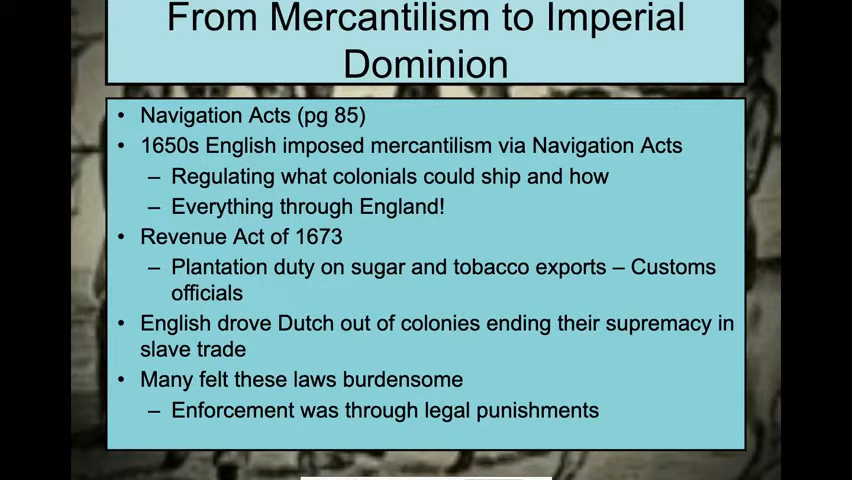 From Mercantilism to Imperial
Dominion
• Navigation Acts (pg 85)
• 1650s English imposed mercantilism via Navigation Acts
– Regulating what colonials could ship and how
– Everything through England!
• Revenue Act of 1673
– Plantation duty on sugar and tobacco exports – Customs
officials
• English drove Dutch out of colonies ending their supremacy in
slave trade
• Many felt these laws burdensome
– Enforcement was through legal punishments